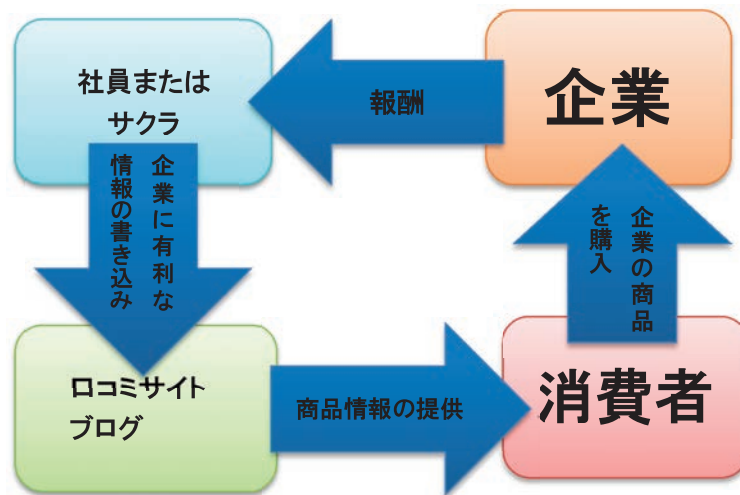 社員または
サクラ
報酬
企業
企業に有利な
情報の書き込み
企業の商品
を購入
口コミサイト
ブログ
商品情報の提供
消費者